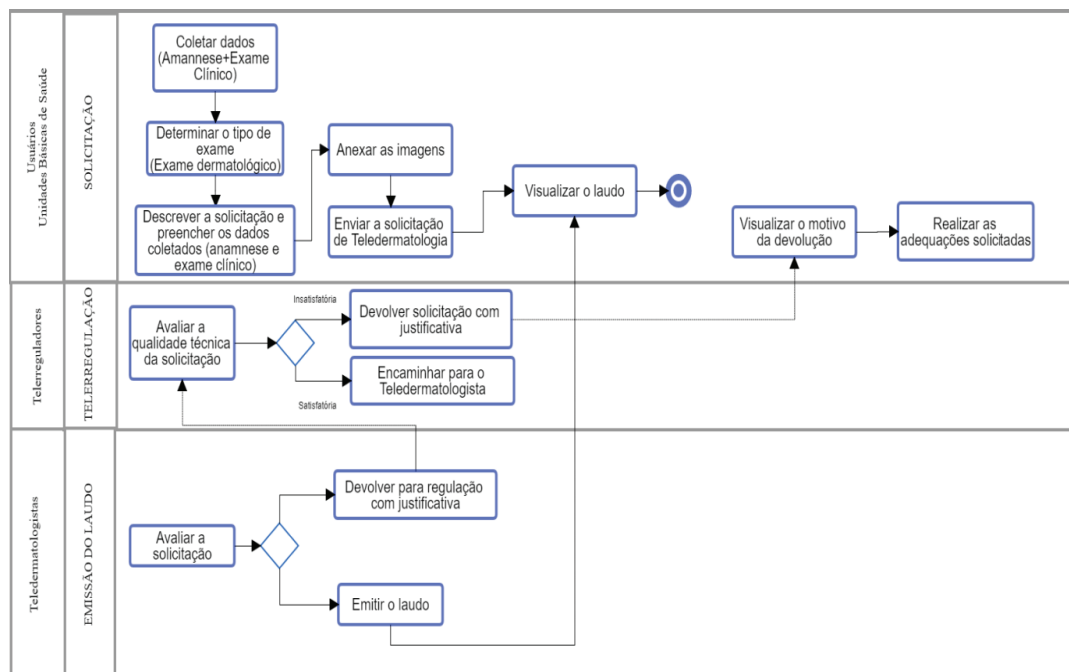 Usuários
Unidades Básicas de Saúde
SOLICITAÇÃO
Coletar dados
(Amannese+Exame
Clínico)
Determinar o tipo de
exame
(Exame dermatológico)
Descrever a solicitação e
preencher os dados
coletados (anamnese e
exame clínico)
Anexar as imagens
Enviar a solicitação
de Teledermatologia
Visualizar o laudo
Visualizar o motivo
da devolução
Realizar as
adequações solicitadas
Telerreguladores
TELERREGULAÇÃO
Avaliar a
qualidade técnica
da solicitação
Insatisfatória
Devolver solicitação com
justificativa
Satisfatória
Encaminhar para o
Teledermatologista
Teledermatologistas
EMISSÃO DO LAUDO
Avaliar a
solicitação
Devolver para regulação
com justificativa
Emitir o laudo